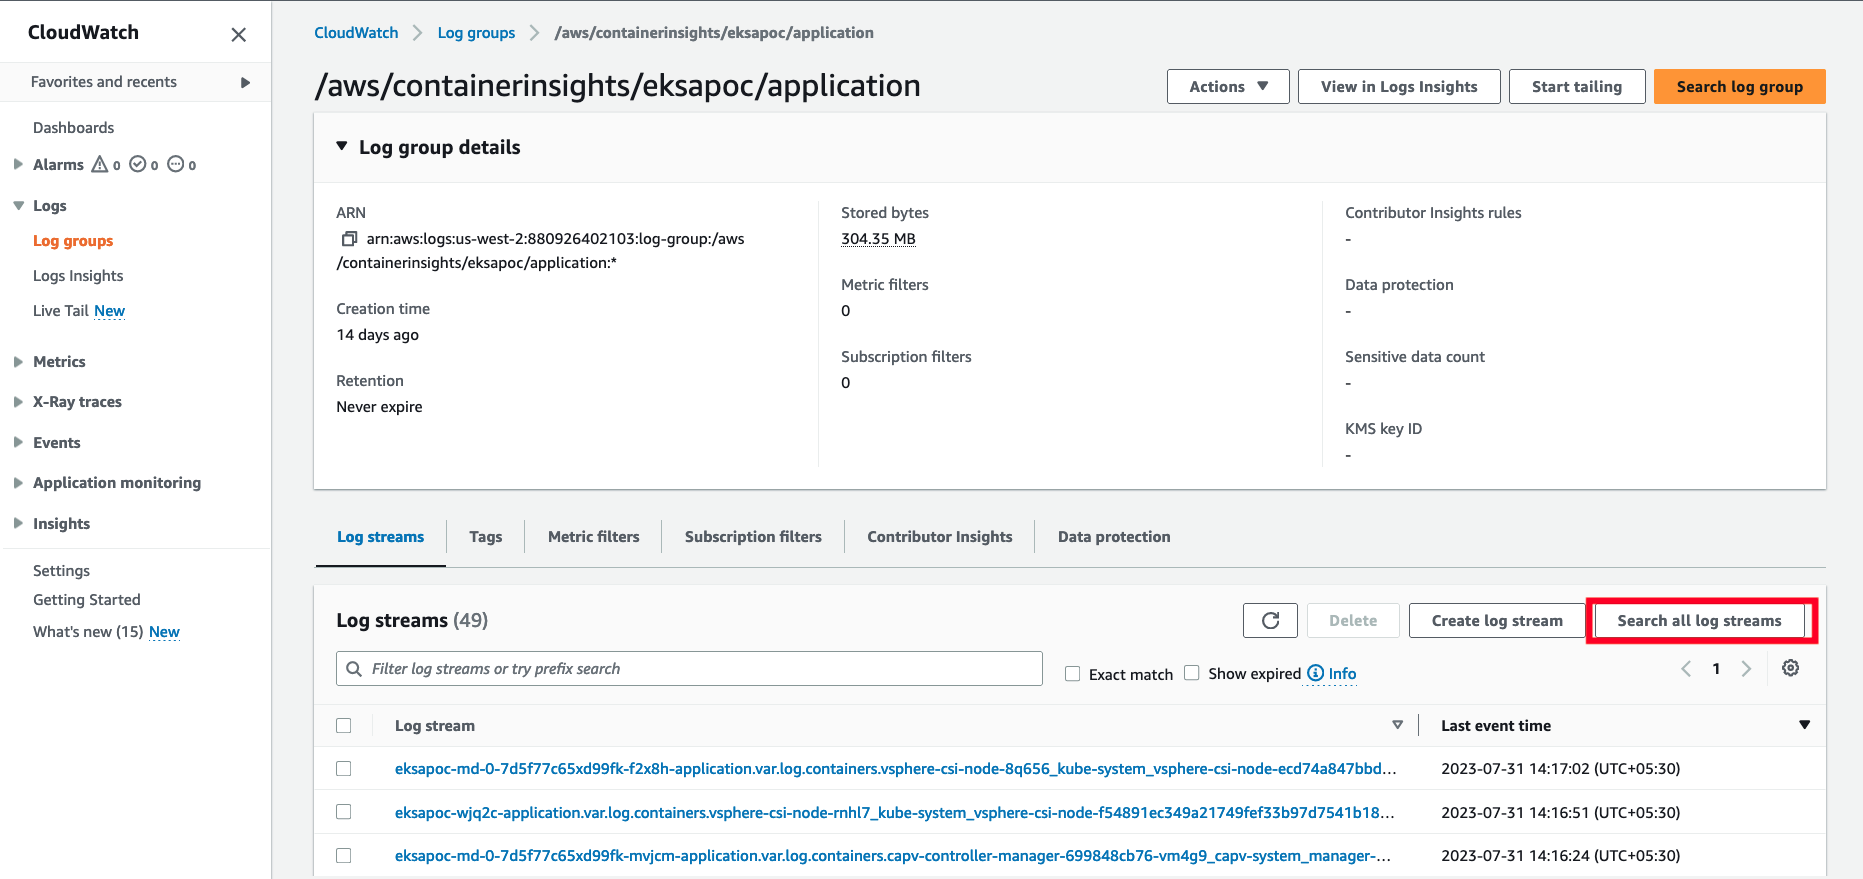 CloudWatch
Favorites and recents
Dashboards
Alarms 0 0 0
Logs
Log groups
Logs Insights
Live Tail New
Metrics
X-Ray traces
Events
Application monitoring
Insights
Settings
Getting Started
What's new (15) New
CloudWatch Log groups /aws/containerinsights/eksapoc/application
/aws/containerinsights/eksapoc/application
Actions View in Logs Insights Start tailing Search log group
Log group details
ARN
arn:aws:logs:us-west-2:880926402103:log-group:/aws
/containerinsights/eksapoc/application:*
Creation time
14 days ago
Retention
Never expire
Stored bytes
304.35 MB
Metric filters
0
Subscription filters
0
Contributor Insights rules
-
Data protection
-
Sensitive data count
-
KMS key ID
-
Log streams Tags Metric filters Subscription filters Contributor Insights Data protection
Log streams (49)
Delete Create log stream Search all log streams
Filter log streams or try prefix search Exact match Show expired Info 1
Log stream Last event time
eksapoc-md-0-7d5f77c65xd99fk-f2x8h-application.var.log.containers.vsphere-csi-node-8q656_kube-system_vsphere-csi-node-ecd74a847bbd... 2023-07-31 14:17:02 (UTC+05:30)
eksapoc-wjq2c-application.var.log.containers.vsphere-csi-node-rnhl7_kube-system_vsphere-csi-node-f54891ec349a21749fef33b97d7541b18... 2023-07-31 14:16:51 (UTC+05:30)
eksapoc-md-0-7d5f77c65xd99fk-mvjcm-application.var.log.containers.capv-controller-manager-699848cb76-vm4g9_capv-system_manager-... 2023-07-31 14:16:24 (UTC+05:30)